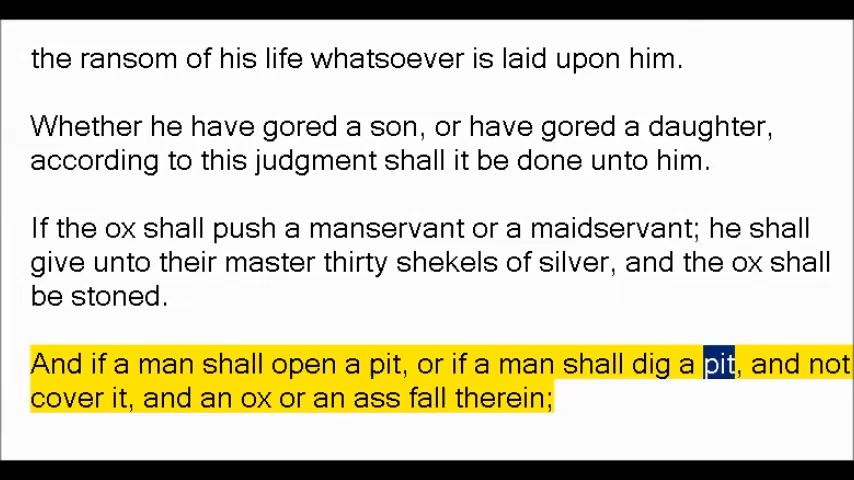 the ransom of his life whatsoever is laid upon him.
Whether he have gored a son, or have gored a daughter,
according to this judgment shall it be done unto him.
If the ox shall push a manservant or a maidservant; he shall
give unto their master thirty shekels of silver, and the ox shall
be stoned.
And if a man shall open a pit, or if a man shall dig a pit, and not
cover it, and an ox or an ass fall therein;